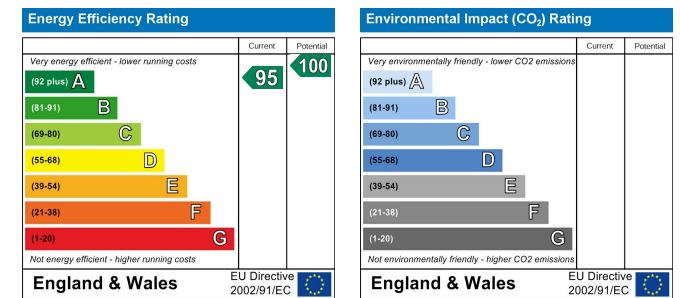 Energy Efficiency Rating
Current Potential
Very energy efficient - lower running costs
(92 plus) A
95
100
(81-91) B
(69-80) C
(55-68) D
(39-54) E
(21-38) F
(1-20) G
Not energy efficient - higher running costs
England & Wales
EU Directive
2002/91/EC
Environmental Impact (CO₂) Rating
Current Potential
Very environmentally friendly - lower CO2 emissions
(92 plus) A
(81-91) B
(69-80) C
(55-68) D
(39-54) E
(21-38) F
(1-20) G
Not environmentally friendly - higher CO2 emissions
England & Wales
EU Directive
2002/91/EC